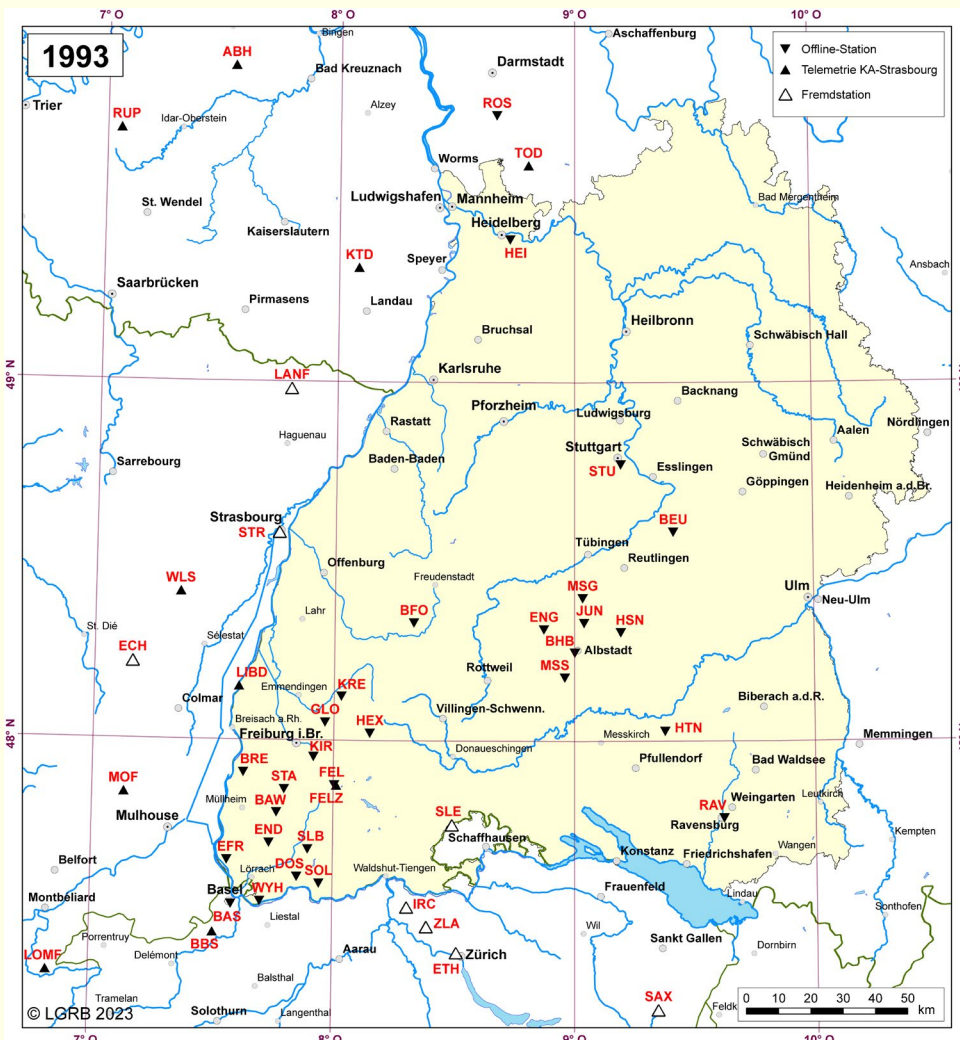 7° O
8° O
9° O
10° O
1993
Bingen
ABH
Bad Kreuznach
Aschaffenburg
Darmstadt
Offline-Station
Telemetrie KA-Strasbourg
Fremdstation
Trier
RUP
Idar-Oberstein
Alzey
ROS
Worms
TOD
St. Wendel
Ludwigshafen
Mannheim
Bad Mergentheim
Kaiserslautern
Heidelberg
HEI
KTD
Speyer
Ansbach
Saarbrücken
Pirmasens
Landau
Heilbronn
Bruchsal
Schwäbisch Hall
49° N
LANF
Karlsruhe
Backnang
Pforzheim
Ludwigsburg
Rastatt
Nördlingen
Haguenau
Stuttgart
Schwäbisch
Gmünd
Aalen
Sarrebourg
Baden-Baden
STU
Esslingen
Göppingen
Heidenheim a.d.Br.
Strasbourg
STR
BEU
Tübingen
Reutlingen
Offenburg
WLS
Freudenstadt
MSG
Ulm
Neu-Ulm
Lahr
BFO
ENG
JUN
HSN
St. Dié
Sélestat
ECH
BHB
Albstadt
LIBD
Emmendingen
KRE
Rottweil
MSS
Colmar
Breisach a.Rh.
GLO
Villingen-Schwenn.
Biberach a.d.R.
48° N
Freiburg i.Br.
HEX
HTN
Messkirch
Memmingen
KIR
Donaueschingen
BRE
FEL
Pfullendorf
Bad Waldsee
MOF
STA
FELZ
Müllheim
BAW
Weingarten
Leutkirch
Mulhouse
SLE
RAV
Ravensburg
END
SLB
Schaffhausen
Kempten
EFR
Wangen
Belfort
DOS
SOL
Konstanz
Friedrichshafen
Lörrach
Waldshut-Tiengen
Basel
WYH
Frauenfeld
Lindau
Montbéliard
BAS
IRC
Sonthofen
Liestal
ZLA
Wil
BBS
Porrentruy
Delémont
Aarau
Sankt Gallen
Dornbirn
LOMF
ETH
Zürich
Balsthal
Tramelan
SAX
Feldk
© LGRB 2023
Solothurn
Langenthal
0 10 20 30 40 50
km
7° O
8° O
9° O
10° O